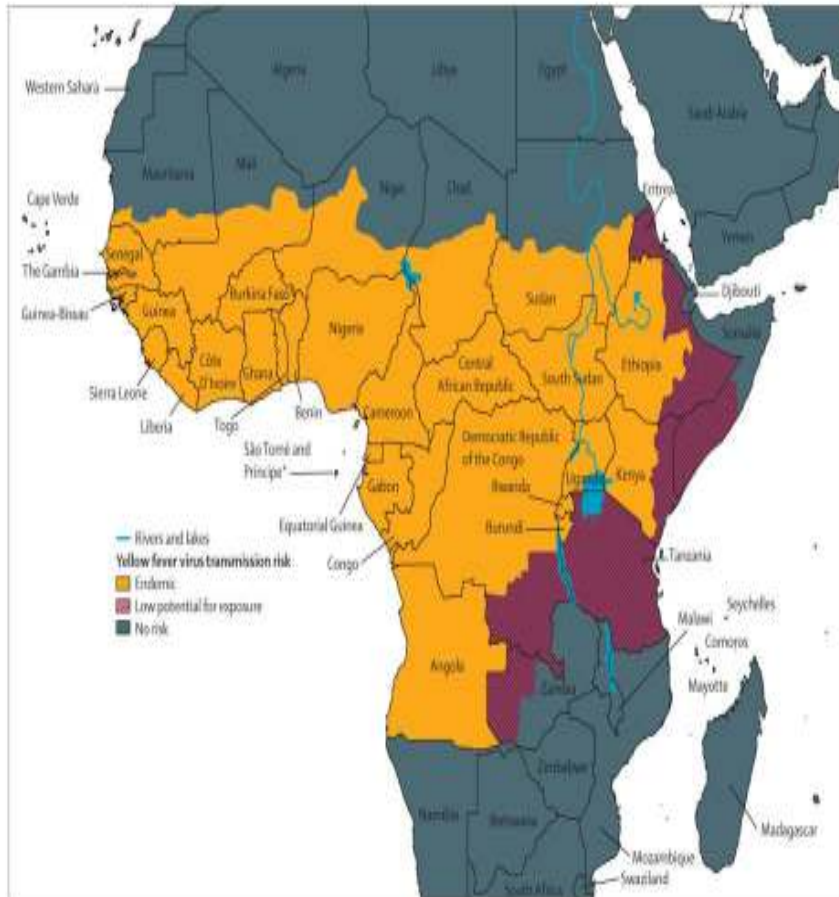 Algeria
Libya
Egypt
Western Sahara
Saudi Arabia
Mauritania
Mali
Niger
Chad
Eritrea
Cape Verde
Yemen
Senegal
The Gambia
Burkina Faso
Sudan
Djibouti
Guinea-Bissau
Guinea
Nigeria
Somalia
Côte
D'Ivoire
Ghana
Central
African Republic
South Sudan
Ethiopia
Sierra Leone
Benin
Cameroon
Liberia
Togo
Democratic Republic
of the Congo
São Tomé and
Príncipe*
Uganda
Kenya
Gabon
Rwanda
Equatorial Guinea
Burundi
Rivers and lakes
Congo
Tanzania
Yellow fever virus transmission risk
Endemic
Low potential for exposure
No risk
Seychelles
Malawi
Comoros
Angola
Zambia
Mayotte
Zimbabwe
Namibia
Botswana
Madagascar
Mozambique
Swaziland
South Africa